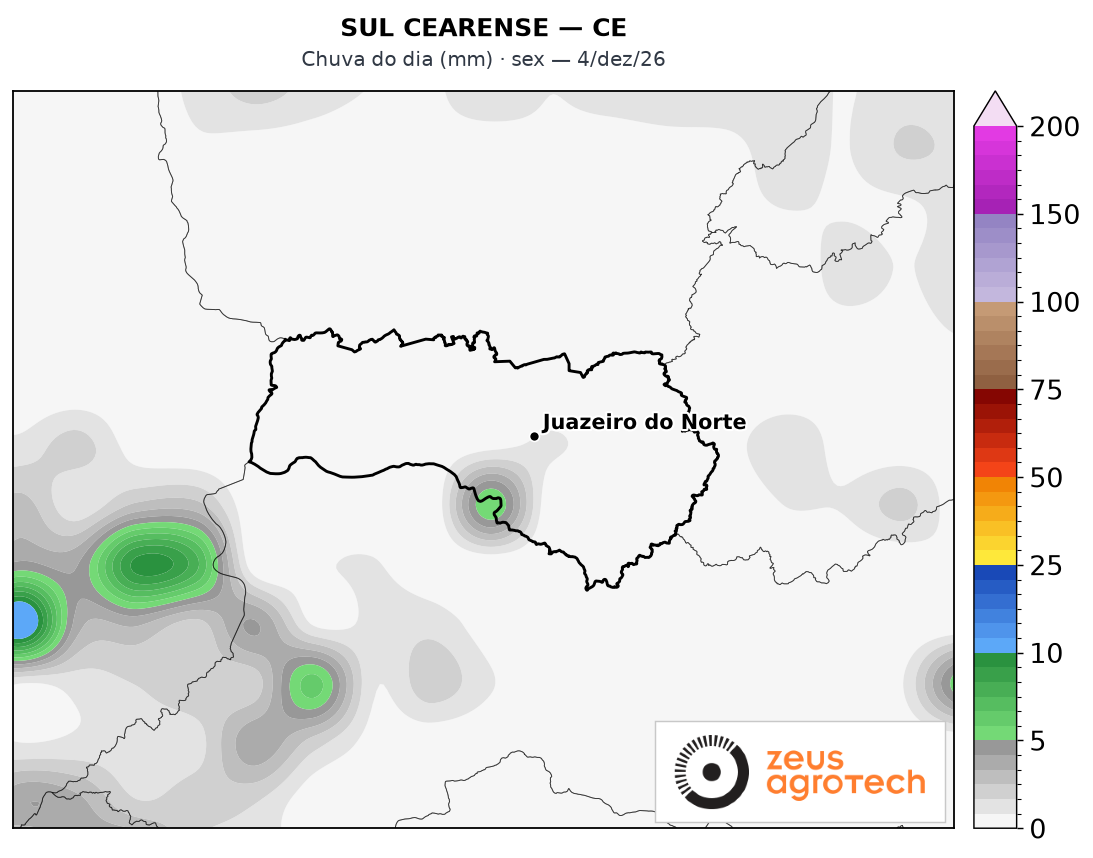 SUL CEARENSE — CE
Chuva do dia (mm) · sex — 4/dez/26
Juazeiro do Norte
200
150
100
75
50
25
10
5
0
zeus
agrotech